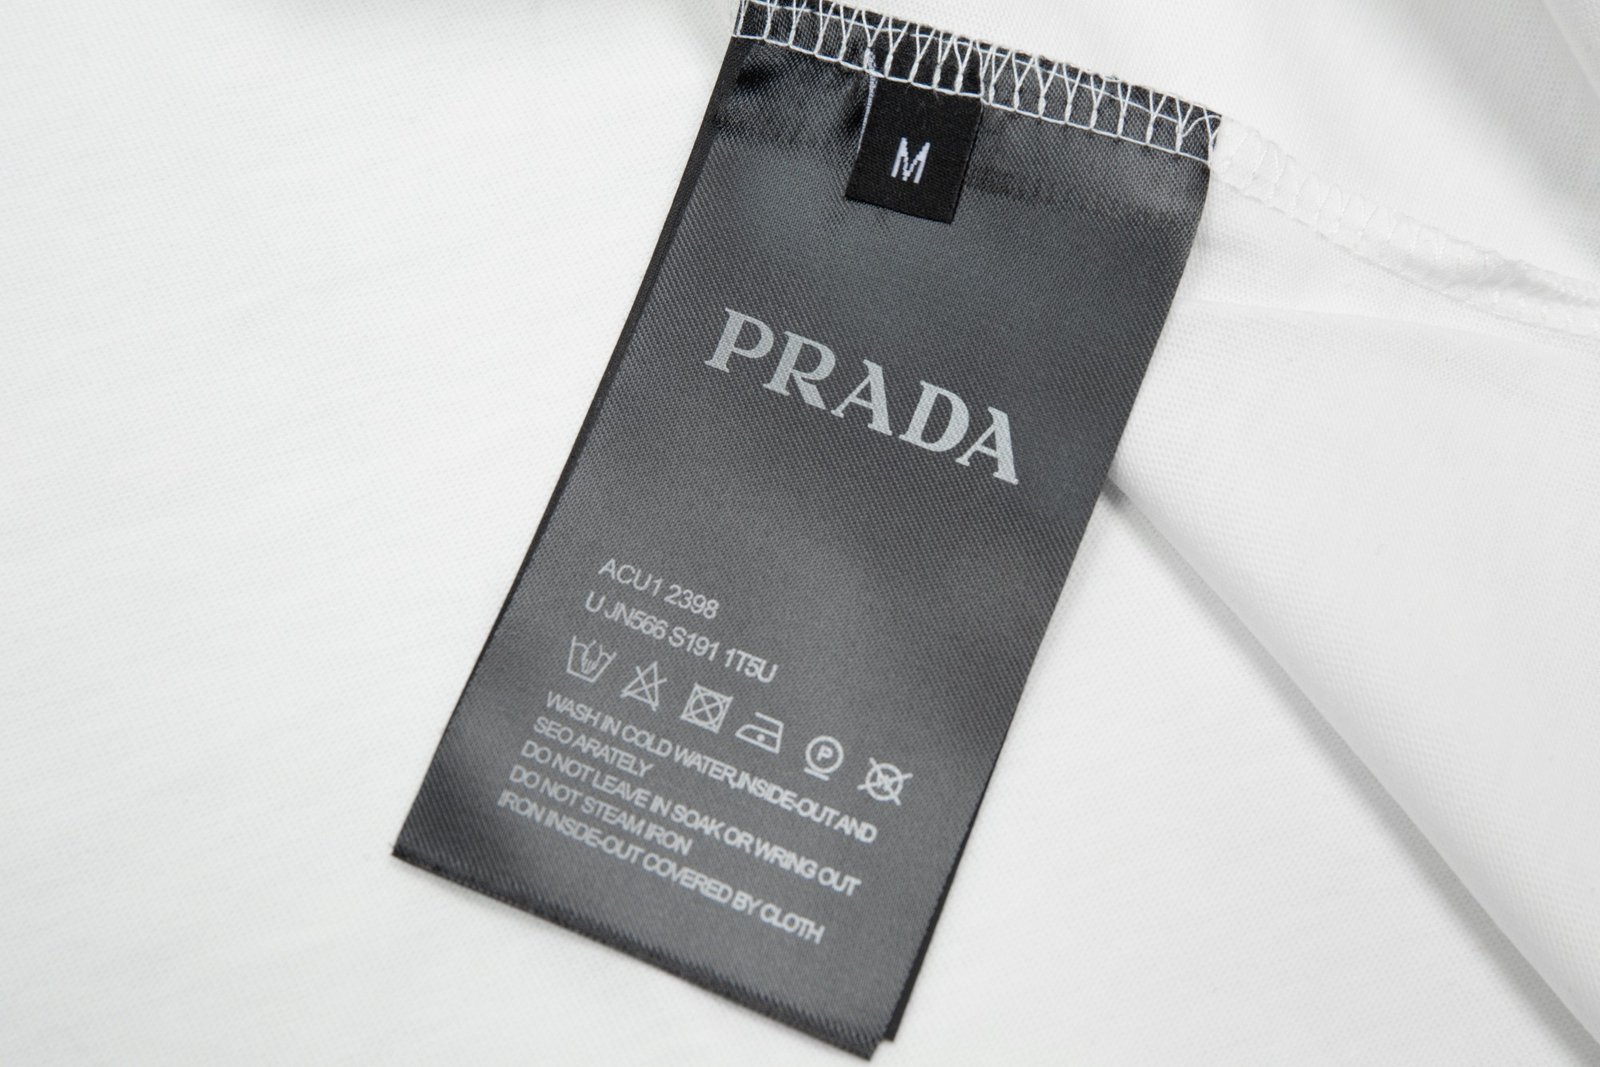 M
PRADA
ACU1 2398
U JN566 S191 1T5U
P
WASH IN COLD WATER,INSIDE-OUT AND
SEO ARATELY
DO NOT LEAVE IN SOAK OR WRING OUT
DO NOT STEAM IRON
IRON INSDE-OUT COVERED BY CLOTH